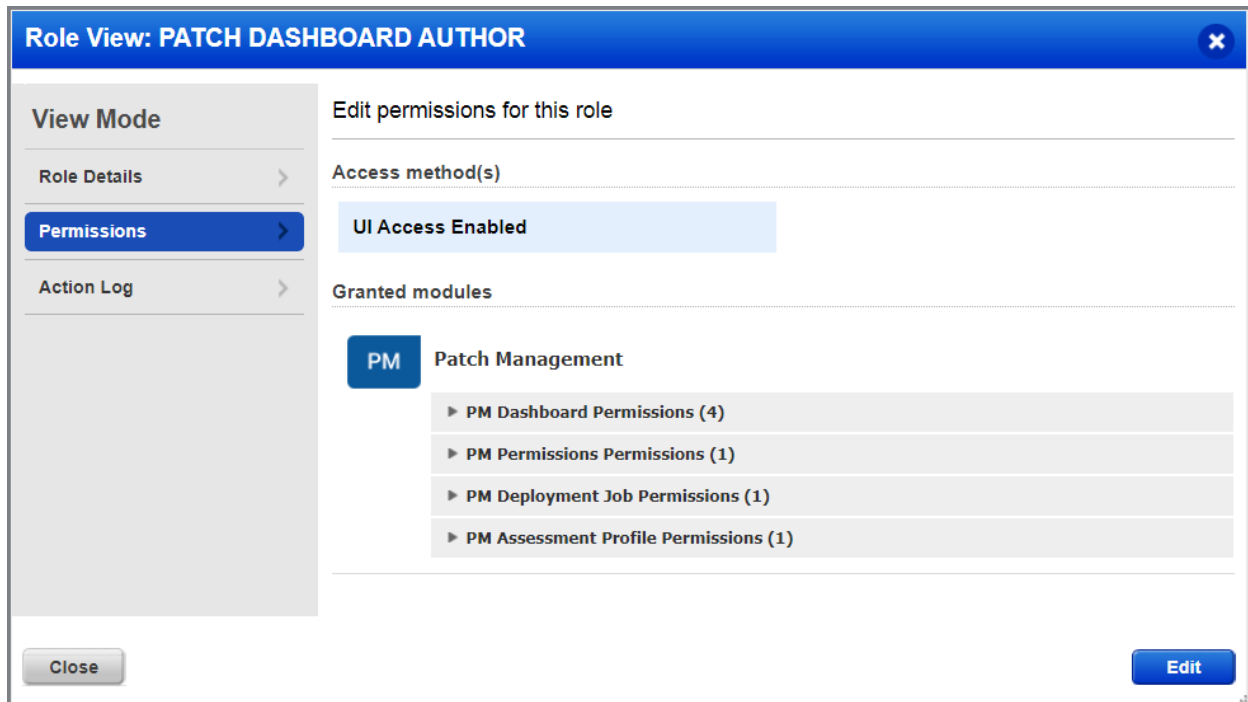 Role View: PATCH DASHBOARD AUTHOR
View Mode
Role Details
Permissions
Action Log
Edit permissions for this role
Access method(s)
UI Access Enabled
Granted modules
PM
Patch Management
PM Dashboard Permissions (4)
PM Permissions Permissions (1)
PM Deployment Job Permissions (1)
PM Assessment Profile Permissions (1)
Close
Edit